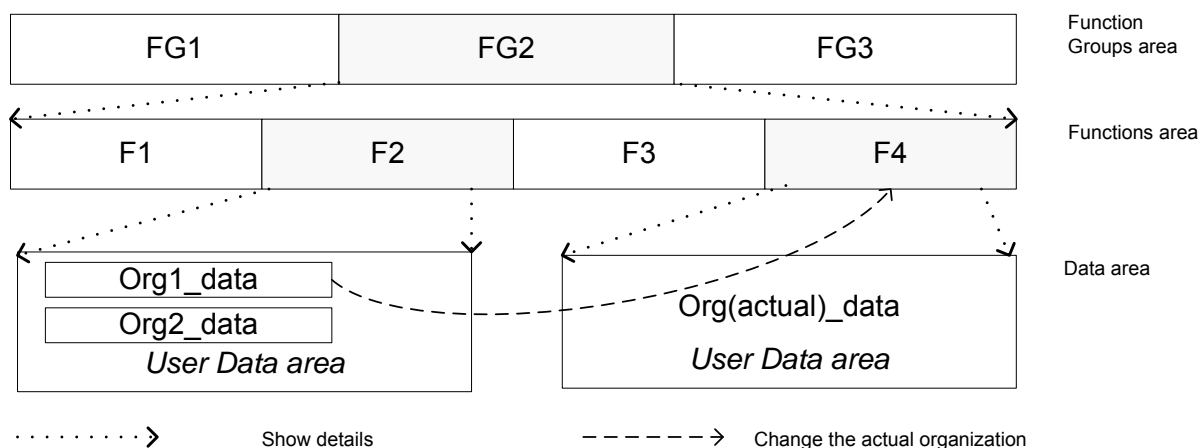 FG1 FG2 FG3
Function
Groups area
F1 F2 F3 F4
Functions area
Org1_data
Org2_data
User Data area
Org(actual)_data
User Data area
Data area
Show details
Change the actual organization